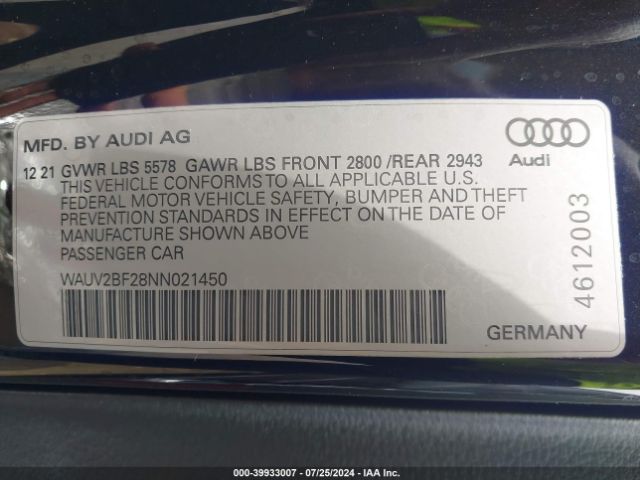 MFD. BY AUDI AG
12 21 GVWR LBS 5578 GAWR LBS FRONT 2800 /REAR 2943
THIS VEHICLE CONFORMS TO ALL APPLICABLE U.S.
FEDERAL MOTOR VEHICLE SAFETY, BUMPER AND THEFT
PREVENTION STANDARDS IN EFFECT ON THE DATE OF
MANUFACTURE SHOWN ABOVE
PASSENGER CAR
WAUV2BF28NN021450
Audi
4612003
GERMANY
000-39933007 - 07/25/2024 - IAAI.com